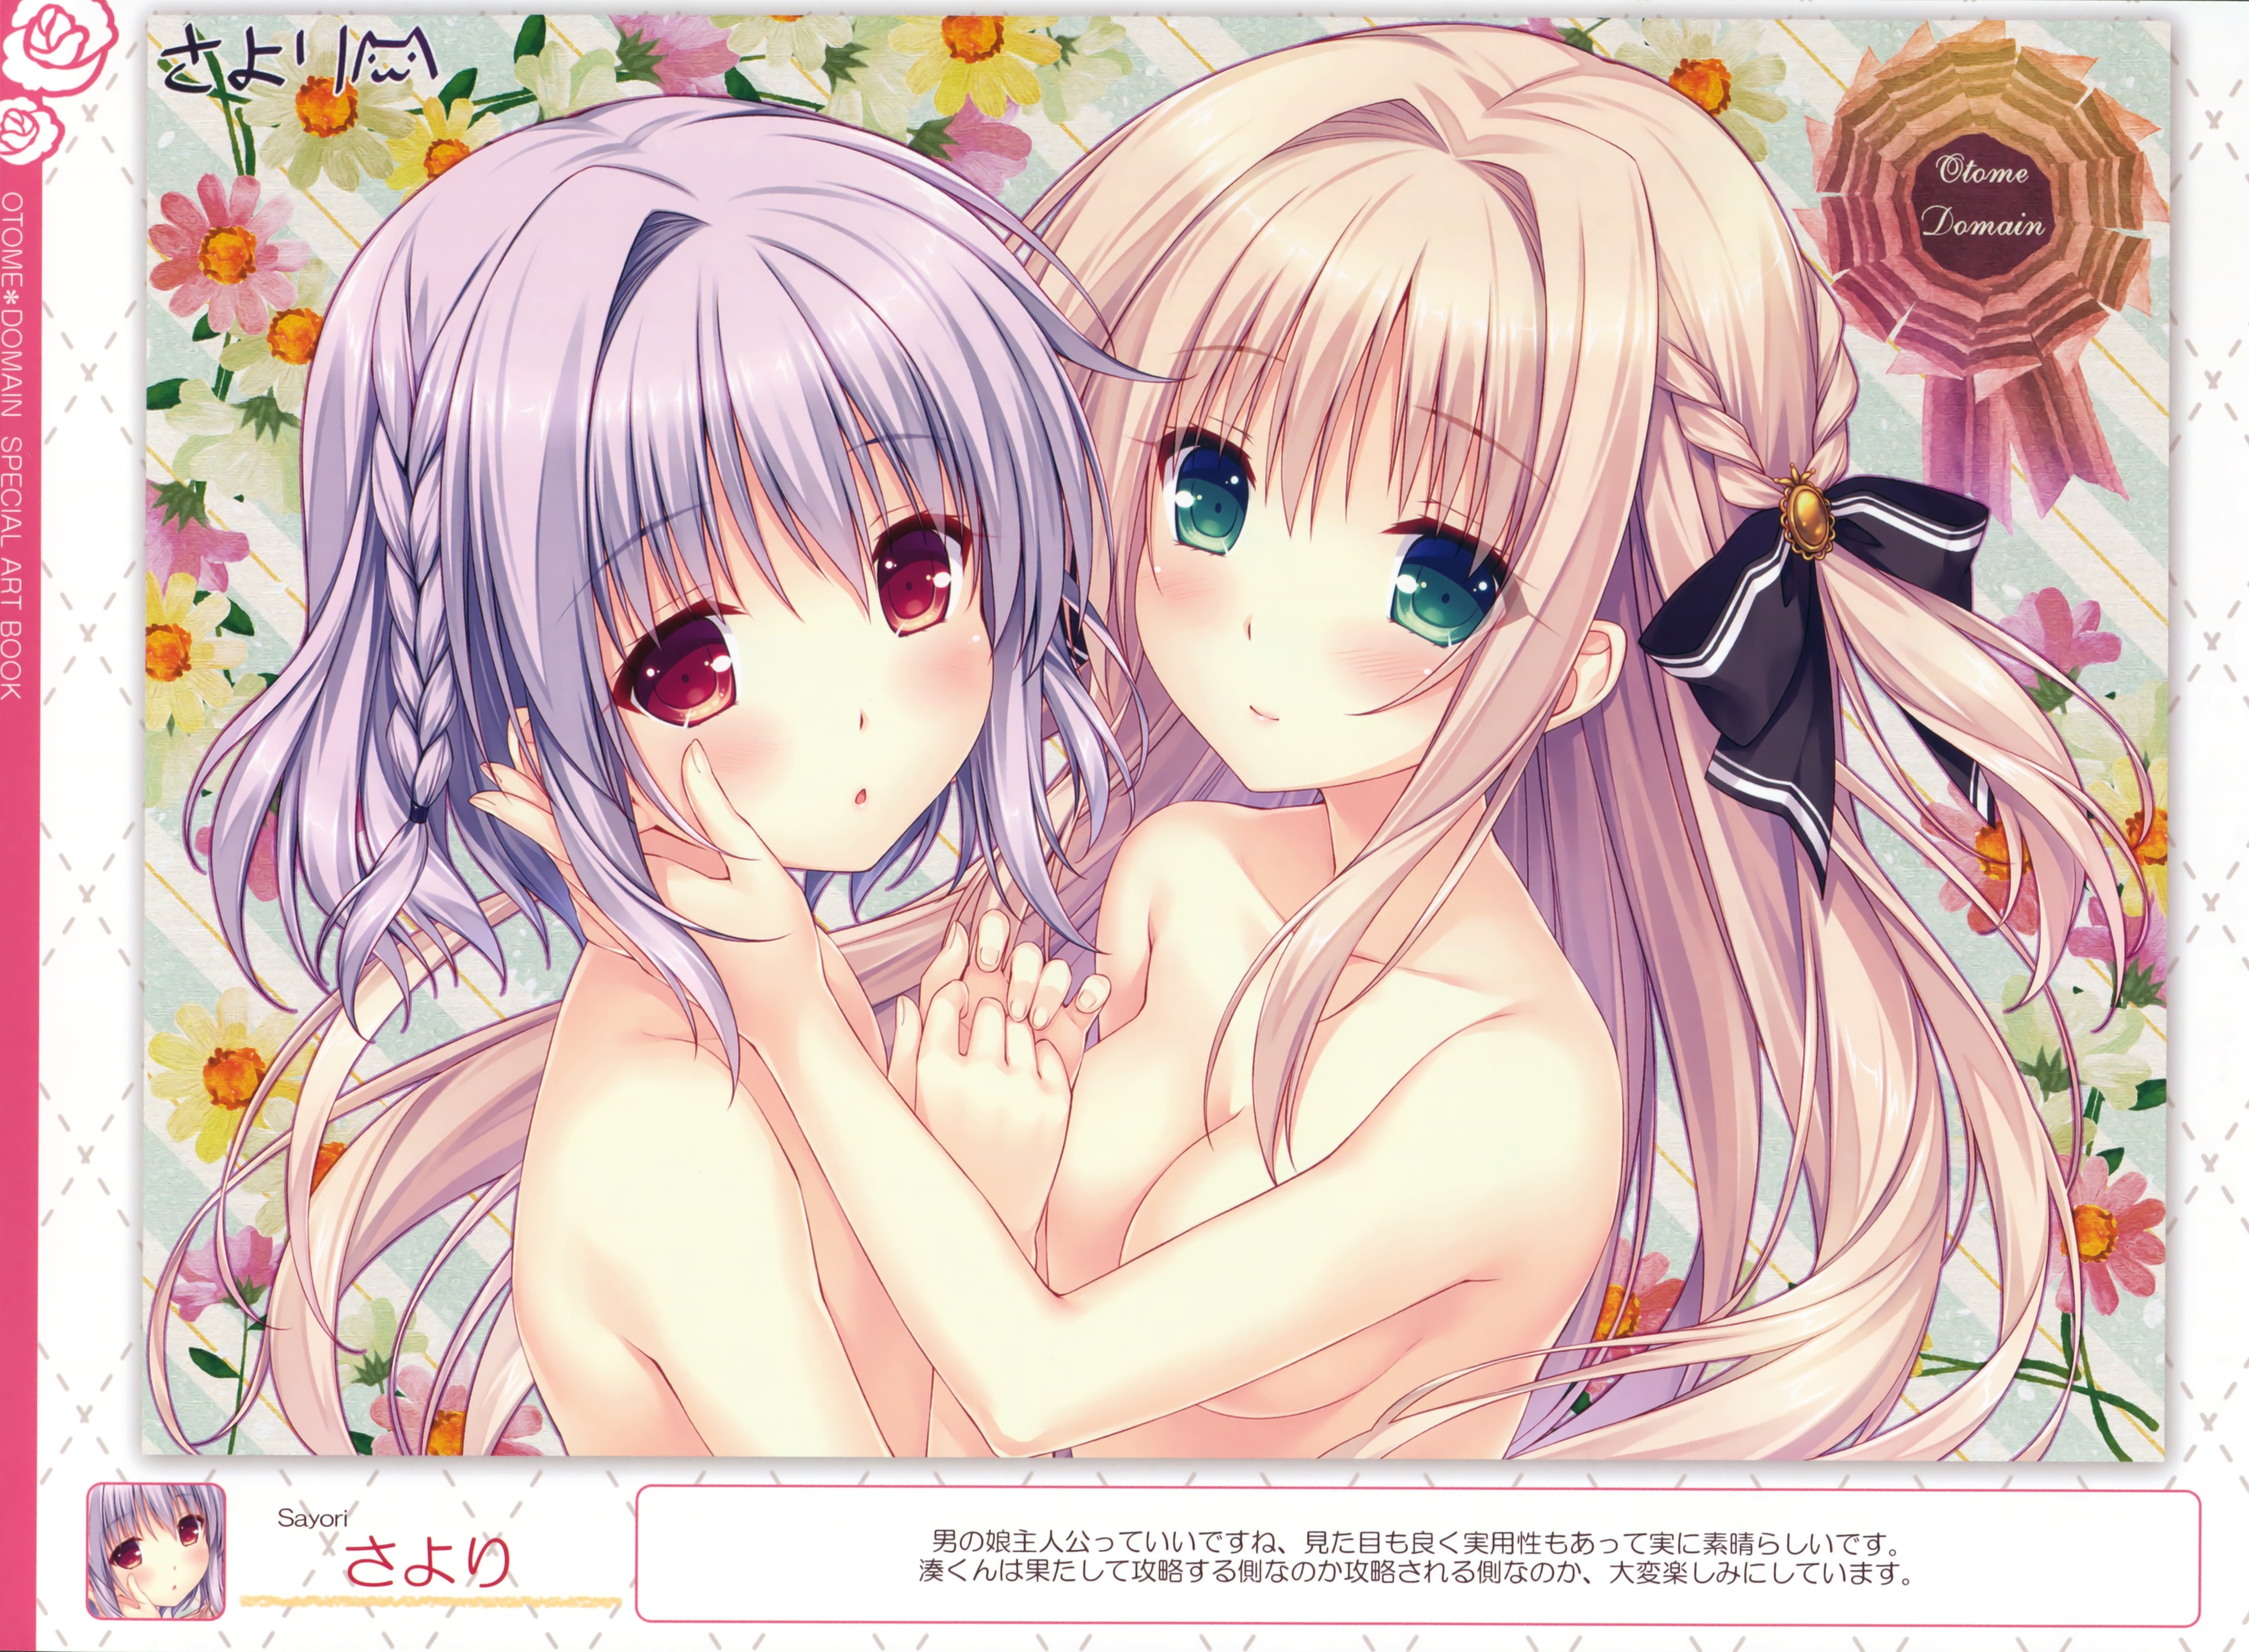 さより
Otome
Domain
OTOME*DOMAIN SPECIAL ART BOOK
Sayori
さより
男の娘主人公っていいですね、見た目も良く実用性もあって実に素晴らしいです。
湊くんは果たして攻略する側なのか攻略される側なのか、大変楽しみにしています。